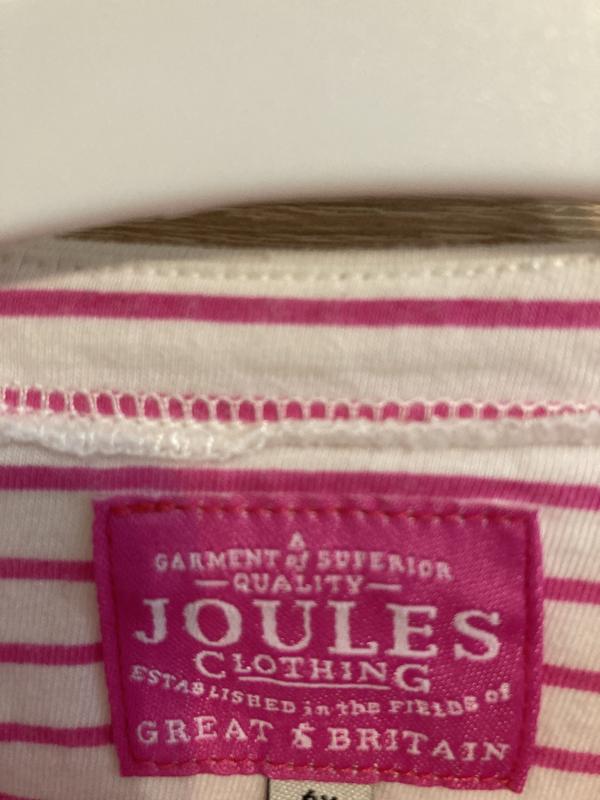 A
GARMENT of SUPERIOR
QUALITY
JOULES
CLOTHING
ESTABLISHED in the FIELDS of
GREAT BRITAIN